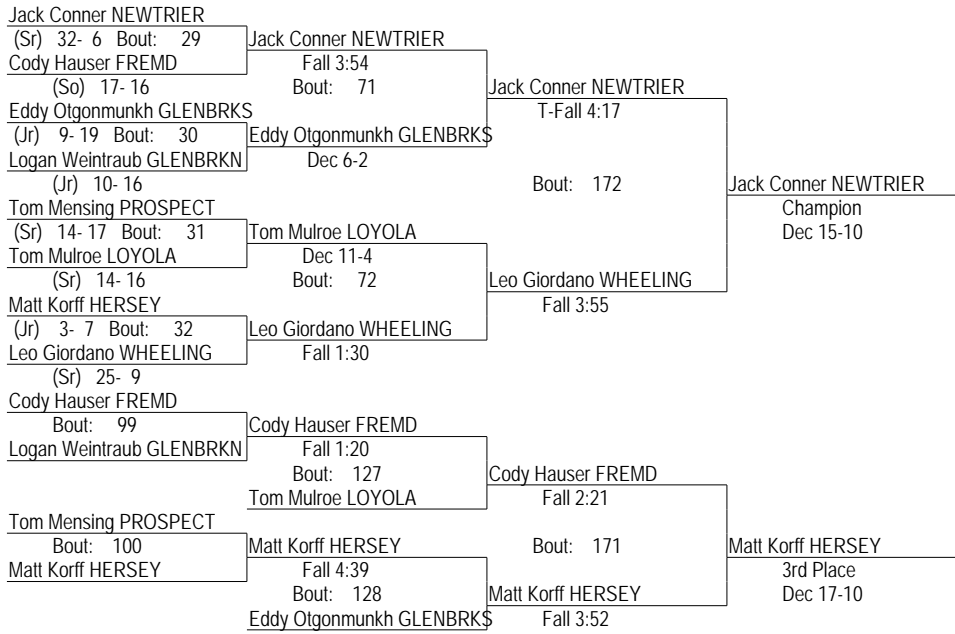 Jack Conner NEWTRIER
(Sr) 32- 6 Bout: 29 Jack Conner NEWTRIER
Cody Hauser FREMD Fall 3:54
(So) 17- 16 Bout: 71 Jack Conner NEWTRIER
Eddy Otgonmunkh GLENBRKS T-Fall 4:17
(Jr) 9- 19 Bout: 30 Eddy Otgonmunkh GLENBRKS
Logan Weintraub GLENBRKN Dec 6-2
(Jr) 10- 16 Bout: 172 Jack Conner NEWTRIER
Tom Mensing PROSPECT Champion
(Sr) 14- 17 Bout: 31 Tom Mulroe LOYOLA Dec 15-10
Tom Mulroe LOYOLA Dec 11-4
(Sr) 14- 16 Bout: 72 Leo Giordano WHEELING
Matt Korff HERSEY Fall 3:55
(Jr) 3- 7 Bout: 32 Leo Giordano WHEELING
Leo Giordano WHEELING Fall 1:30
(Sr) 25- 9
Cody Hauser FREMD
Bout: 99 Cody Hauser FREMD
Logan Weintraub GLENBRKN Fall 1:20
Bout: 127 Cody Hauser FREMD
Tom Mulroe LOYOLA Fall 2:21
Tom Mensing PROSPECT
Bout: 100 Matt Korff HERSEY Bout: 171 Matt Korff HERSEY
Matt Korff HERSEY Fall 4:39 3rd Place
Bout: 128 Matt Korff HERSEY Dec 17-10
Eddy Otgonmunkh GLENBRKS Fall 3:52